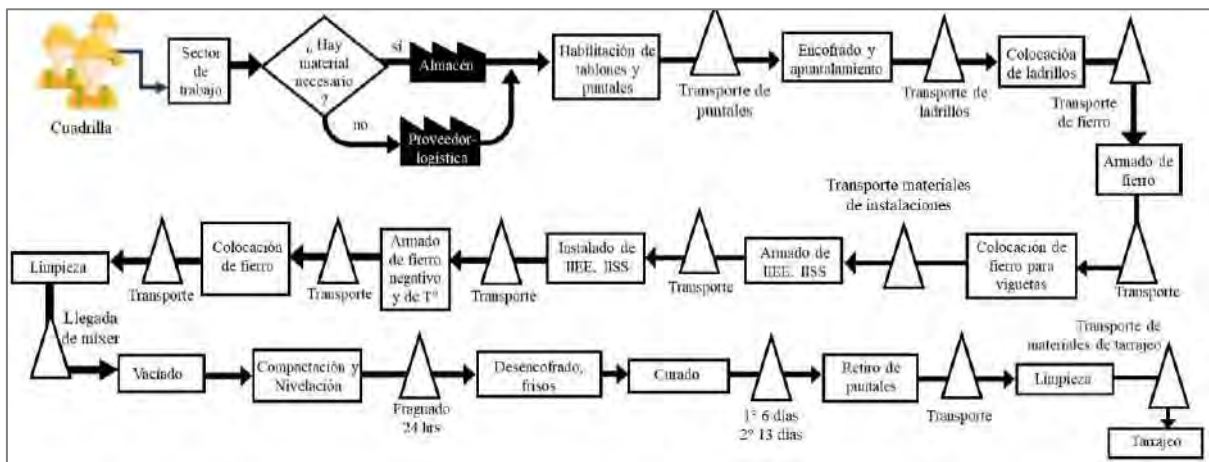 Cuadrilla
Sector
de
trabajo
¿ Hay
material
necesario
?
sí
no
Almacén
Proveedor-
logística
Habilitación de
tablones y
puntales
Transporte de
puntales
Encofrado y
apuntalamiento
Transporte de
ladrillos
Colocación
de ladrillos
Transporte
de fierro
Armado de
fierro
Transporte
Colocación de
fierro para
viguetas
Transporte materiales
de instalaciones
Armado de
IIEE, IISS
Transporte
Instalado de
IIEE, IISS
Transporte
Armado
de fierro
negativo
y de T°
Transporte
Colocación
de fierro
Transporte
Limpieza
Llegada
de mixer
Vaciado
Compactación y
Nivelación
Fraguado
24 hrs
Desencofrado,
frisos
Curado
1° 6 días
2° 13 días
Retiro de
puntales
Transporte
Limpieza
Transporte de
materiales de tarrajeo
Tarrajeo